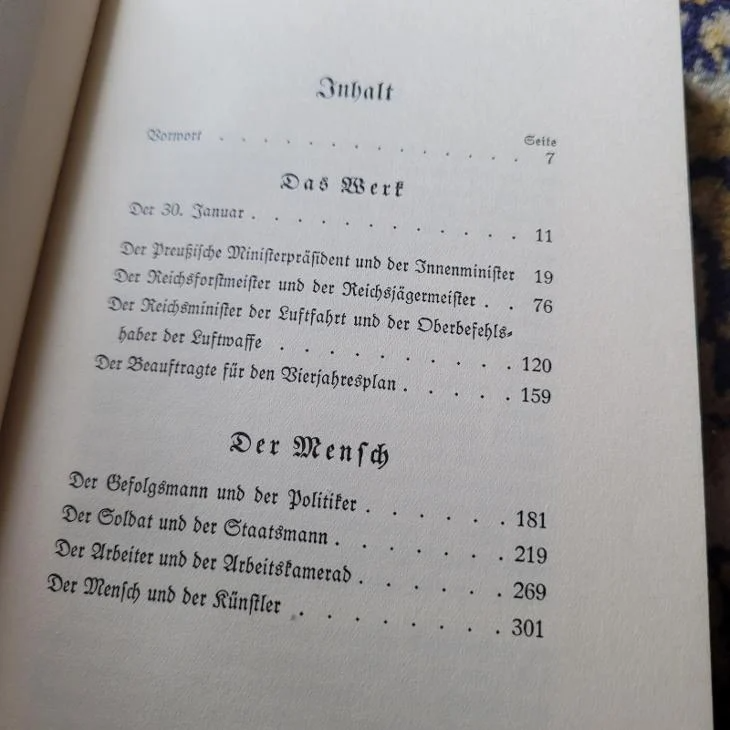 Inhalt
Seite
Vorwort . . . . . . . . . . . . . 7
Das Werk
Der 30. Januar . . . . . . . . . . 11
Der Preußische Ministerpräsident und der Innenminister 19
Der Reichsforstmeister und der Reichsjägermeister . . 76
Der Reichsminister der Luftfahrt und der Oberbefehls-
haber der Luftwaffe . . . . . . . . . 120
Der Beauftragte für den Vierjahresplan . . . . . 159
Der Mensch
Der Gefolgsmann und der Politiker . . . . . . 181
Der Soldat und der Staatsmann . . . . . . . 219
Der Arbeiter und der Arbeitskamerad . . . . . . 269
Der Mensch und der Künstler . . . . . . . . 301